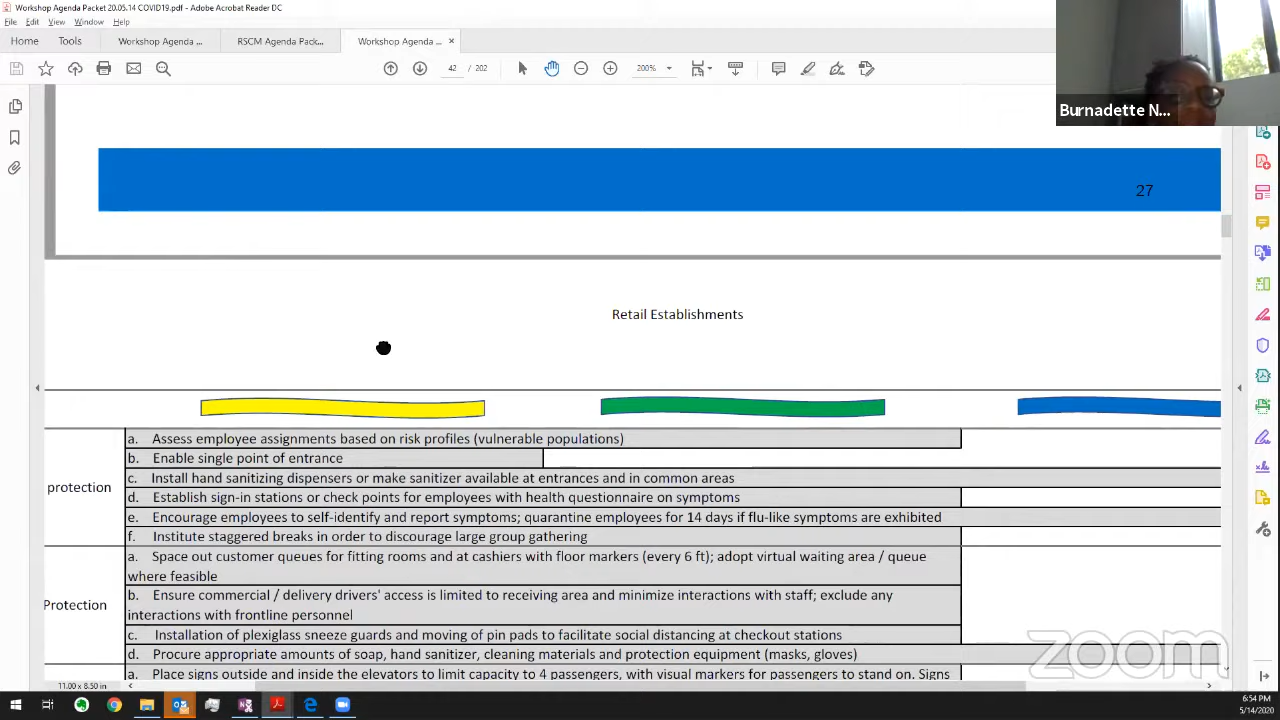 Workshop Agenda Packet 20.05.14 COVID19.pdf - Adobe Acrobat Reader DC
File Edit View Window Help
Home Tools Workshop Agenda ... RSCM Agenda Pack... Workshop Agenda ... ×
42 / 202 200%
Burnadette N...
27
Retail Establishments
a. Assess employee assignments based on risk profiles (vulnerable populations)
b. Enable single point of entrance
protection
c. Install hand sanitizing dispensers or make sanitizer available at entrances and in common areas
d. Establish sign-in stations or check points for employees with health questionnaire on symptoms
e. Encourage employees to self-identify and report symptoms; quarantine employees for 14 days if flu-like symptoms are exhibited
f. Institute staggered breaks in order to discourage large group gathering
a. Space out customer queues for fitting rooms and at cashiers with floor markers (every 6 ft); adopt virtual waiting area / queue
where feasible
Protection
b. Ensure commercial / delivery drivers' access is limited to receiving area and minimize interactions with staff; exclude any
interactions with frontline personnel
c. Installation of plexiglass sneeze guards and moving of pin pads to facilitate social distancing at checkout stations
d. Procure appropriate amounts of soap, hand sanitizer, cleaning materials and protection equipment (masks, gloves)
a. Place signs outside and inside the elevators to limit capacity to 4 passengers, with visual markers for passengers to stand on. Signs
zoom
11.00 x 8.50 in
6:54 PM
5/14/2020